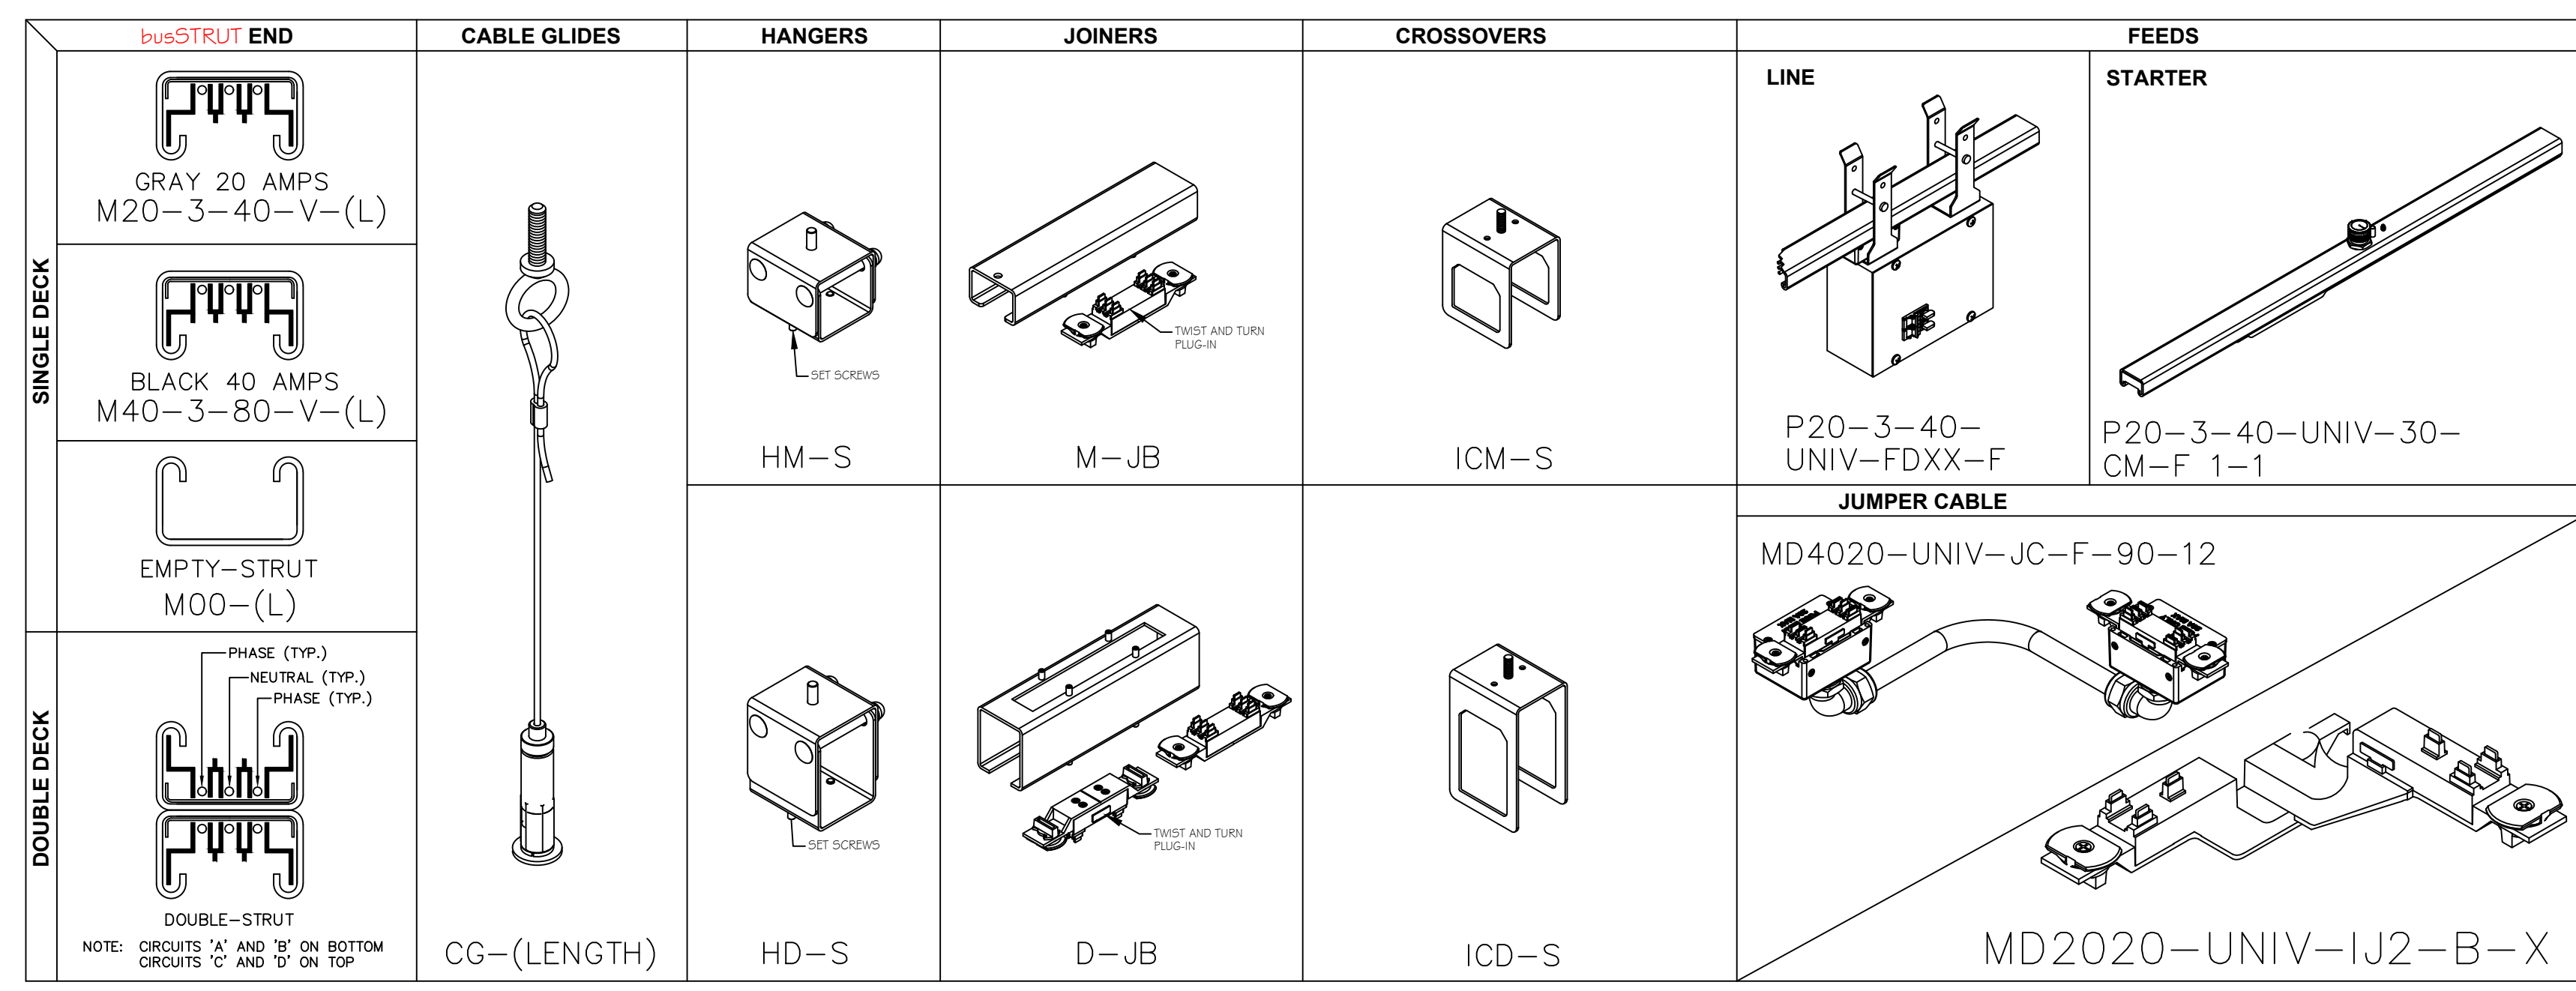 busSTRUT END
CABLE GLIDES
HANGERS
JOINERS
CROSSOVERS
FEEDS
SINGLE DECK
GRAY 20 AMPS
M20-3-40-V-(L)
BLACK 40 AMPS
M40-3-80-V-(L)
EMPTY-STRUT
M00-(L)
DOUBLE DECK
PHASE (TYP.)
NEUTRAL (TYP.)
PHASE (TYP.)
DOUBLE-STRUT
NOTE: CIRCUITS 'A' AND 'B' ON BOTTOM
CIRCUITS 'C' AND 'D' ON TOP
CG-(LENGTH)
SET SCREWS
HM-S
SET SCREWS
HD-S
TWIST AND TURN
PLUG-IN
M-JB
TWIST AND TURN
PLUG-IN
D-JB
ICM-S
ICD-S
LINE
P20-3-40-
UNIV-FDXX-F
STARTER
P20-3-40-UNIV-30-
CM-F 1-1
JUMPER CABLE
MD4020-UNIV-JC-F-90-12
MD2020-UNIV-IJ2-B-X